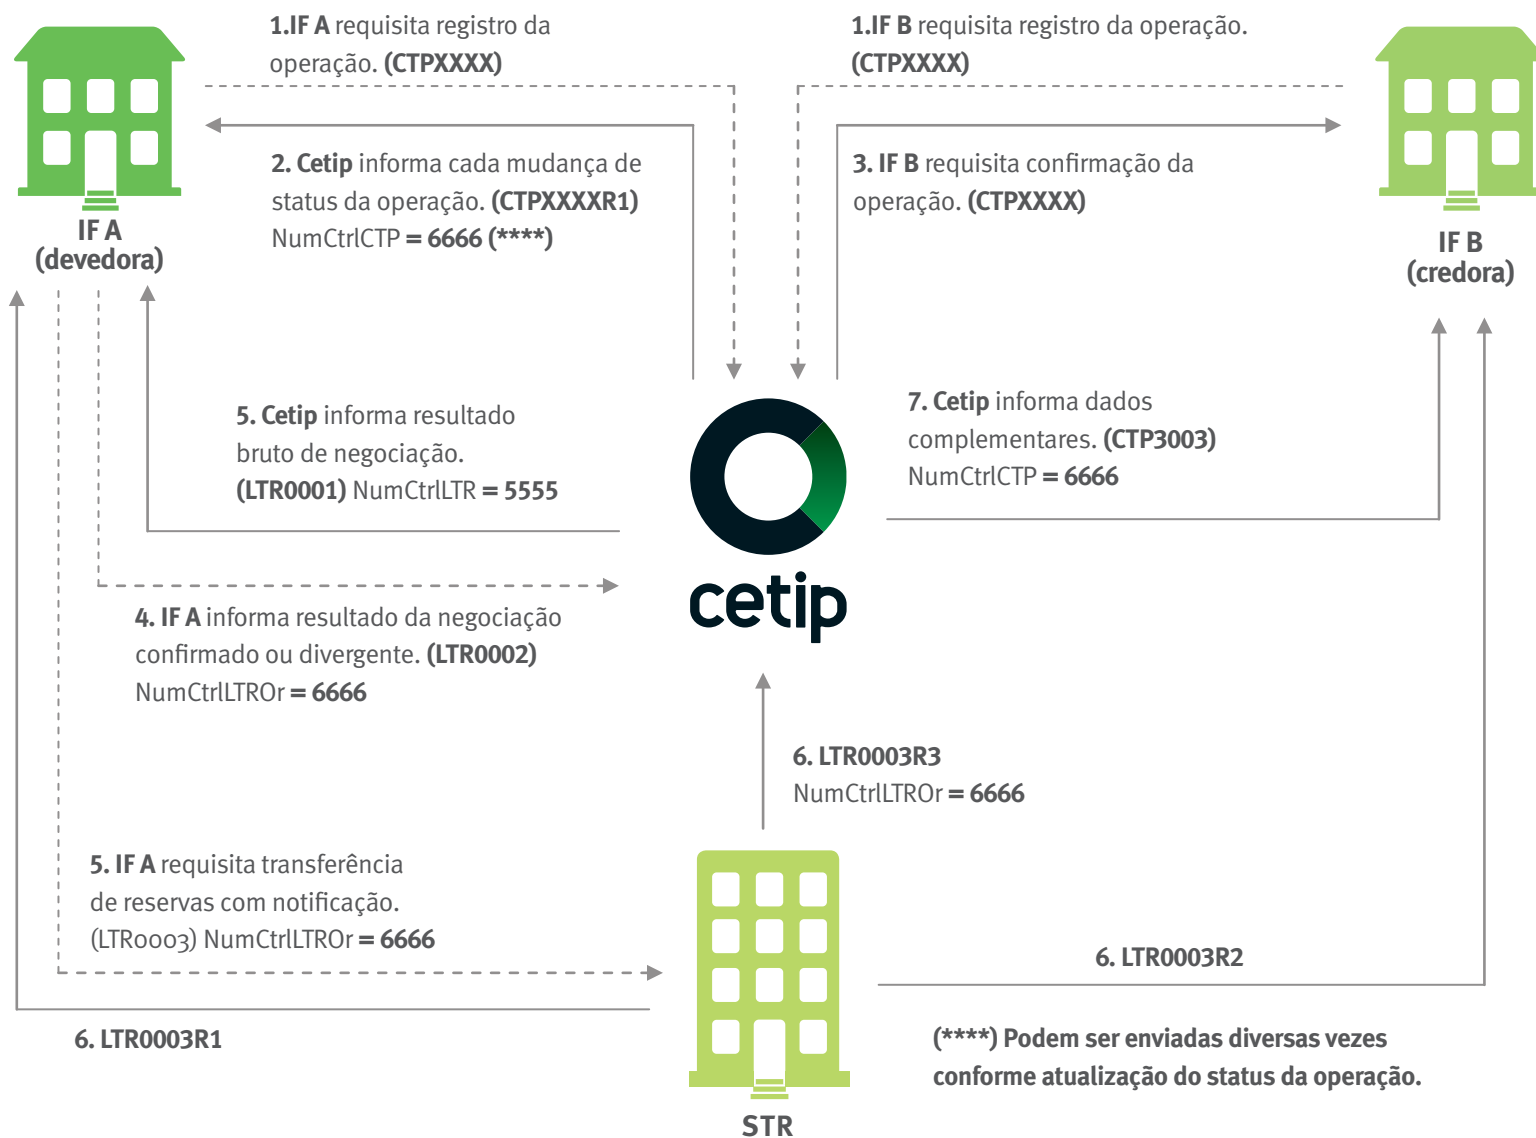 1.IF A requisita registro da
operação. (CTPXXXX)
1.IF B requisita registro da operação.
(CTPXXXX)
2. Cetip informa cada mudança de
status da operação. (CTPXXXXR1)
NumCtrlCTP = 6666 (****)
3. IF B requisita confirmação da
operação. (CTPXXXX)
IF A
(devedora)
IF B
(credora)
5. Cetip informa resultado
bruto de negociação.
(LTR0001) NumCtrlLTR = 5555
7. Cetip informa dados
complementares. (CTP3003)
NumCtrlCTP = 6666
cetip
4. IF A informa resultado da negociação
confirmado ou divergente. (LTR0002)
NumCtrlLTROr = 6666
6. LTR0003R3
NumCtrlLTROr = 6666
5. IF A requisita transferência
de reservas com notificação.
(LTR0003) NumCtrlLTROr = 6666
6. LTR0003R2
6. LTR0003R1
(****) Podem ser enviadas diversas vezes
conforme atualização do status da operação.
STR